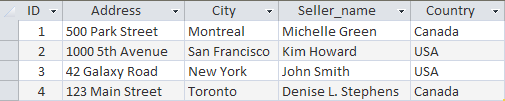 ID Address City Seller_name Country
1 500 Park Street Montreal Michelle Green Canada
2 1000 5th Avenue San Francisco Kim Howard USA
3 42 Galaxy Road New York John Smith USA
4 123 Main Street Toronto Denise L. Stephens Canada